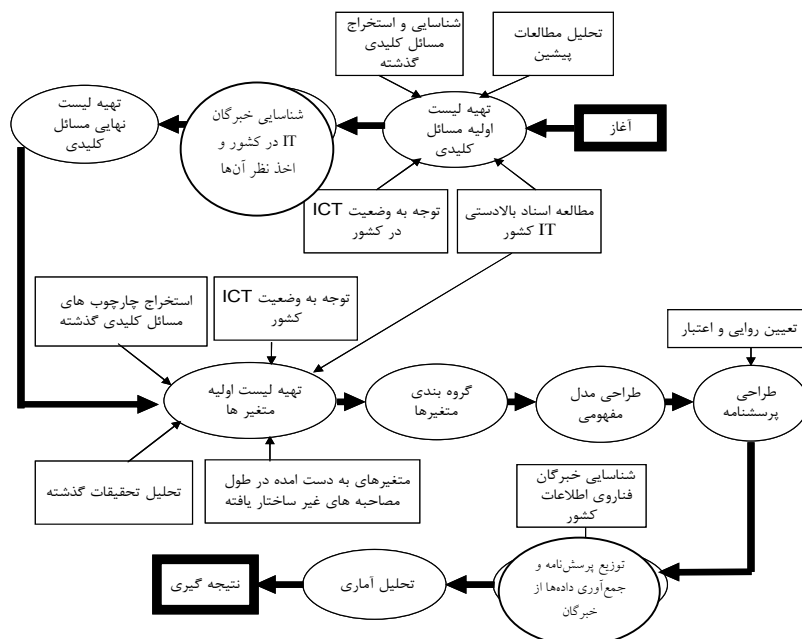 تحلیل مطالعات
پیشین
شناسایی و استخراج
مسائل کلیدی
گذشته
آغاز
تهیه لیست
اولیه مسائل
کلیدی
شناسایی خبرگان
IT در کشور و
اخذ نظر آن‌ها
تهیه لیست
نهایی مسائل
کلیدی
مطالعه اسناد بالادستی
IT کشور
توجه به وضعیت ICT
در کشور
توجه به وضعیت ICT
کشور
استخراج چارچوب های
مسائل کلیدی گذشته
تهیه لیست اولیه
متغیر ها
گروه بندی
متغیرها
طراحی مدل
مفهومی
تعیین روایی و اعتبار
طراحی
پرسشنامه
تحلیل تحقیقات گذشته
متغیرهای به دست امده در طول
مصاحبه های غیر ساختار یافته
شناسایی خبرگان
فناروی اطلاعات
کشور
توزیع پرسش‌نامه و
جمع‌آوری داده‌ها از
خبرگان
تحلیل آماری
نتیجه گیری